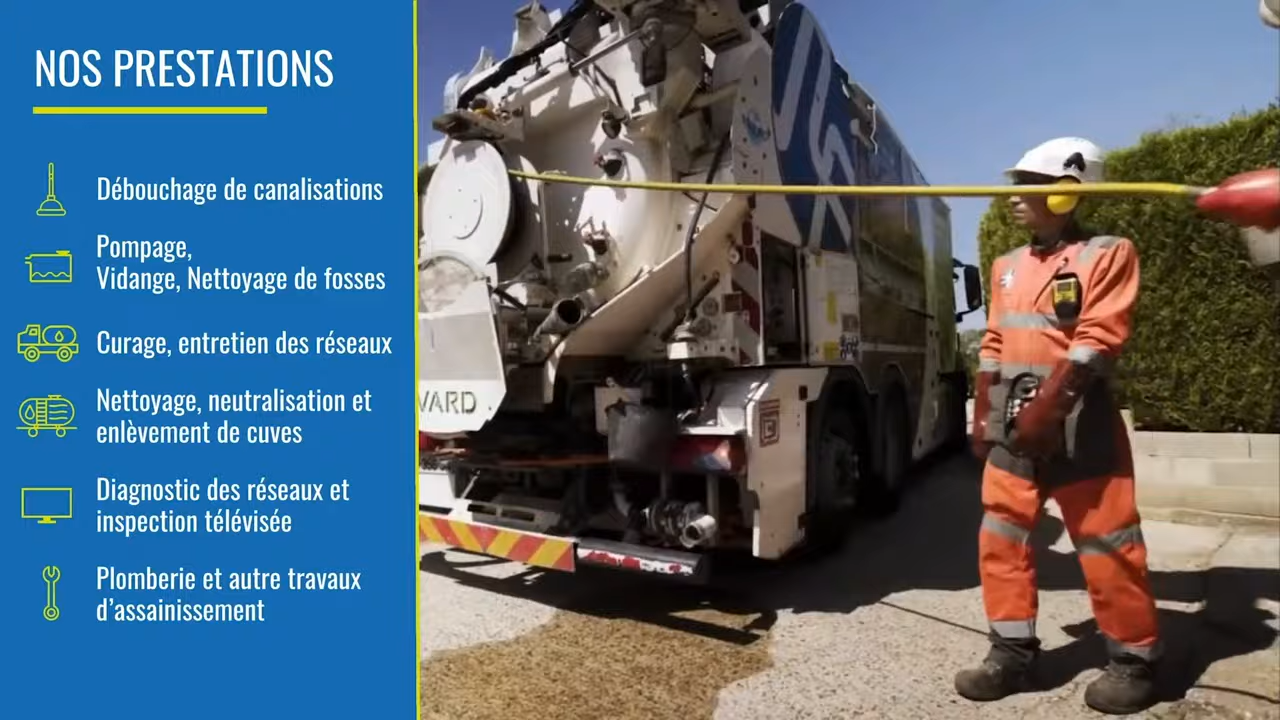 NOS PRESTATIONS
Débouchage de canalisations
Pompage,
Vidange, Nettoyage de fosses
Curage, entretien des réseaux
Nettoyage, neutralisation et
enlèvement de cuves
Diagnostic des réseaux et
inspection télévisée
Plomberie et autre travaux
d'assainissement
VARD